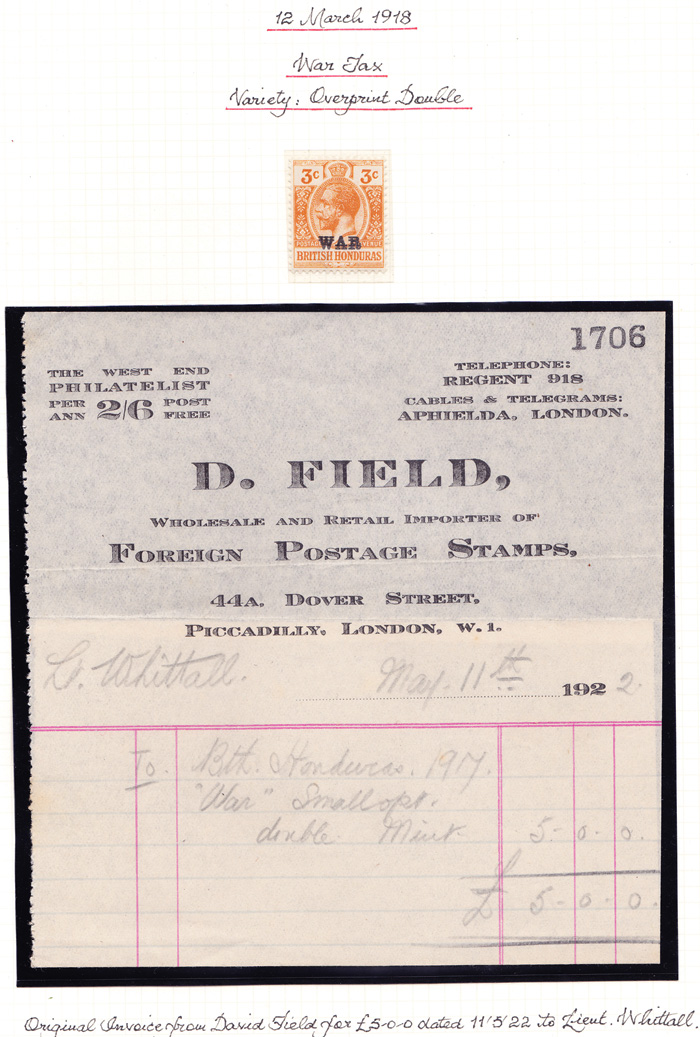 12 March 1918
War Tax
Variety: Overprint Double
3c 3c
POSTAGE REVENUE
WAR
BRITISH HONDURAS
1706
THE WEST END
PHILATELIST
PER ANN 2/6 POST FREE
TELEPHONE:
REGENT 918
CABLES & TELEGRAMS:
APHIELDA, LONDON.
D. FIELD,
WHOLESALE AND RETAIL IMPORTER OF
FOREIGN POSTAGE STAMPS,
44A. DOVER STREET,
PICCADILLY, LONDON, W.1.
Lt. Whittall.
May. 11th 1922.
To. Bth. Honduras. 1917.
"War" Small opt.
double Mint. 5-0-0.
£ 5-0-0.
Original Invoice from David Field for £5-0-0 dated 11/5/22 to Lieut. Whittall.